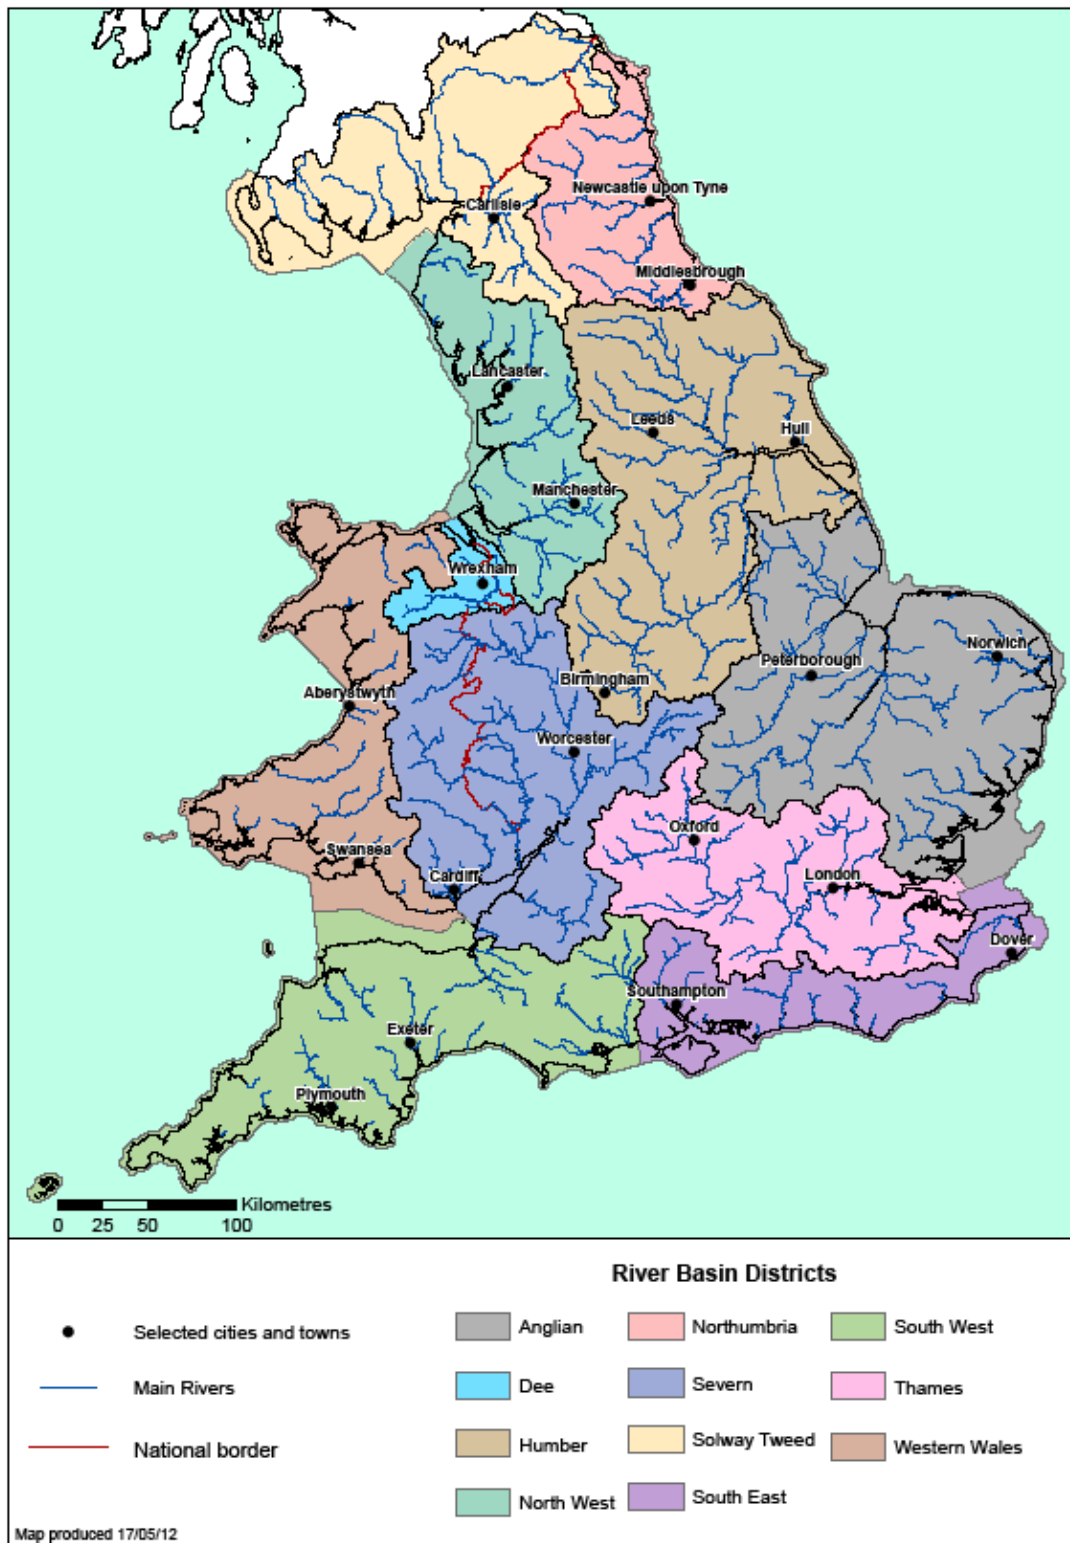 Newcastle upon Tyne
Carlisle
Middlesbrough
Lancaster
Leeds
Hull
Manchester
Wrexham
Norwich
Peterborough
Birmingham
Aberystwyth
Worcester
Oxford
Swansea
Cardiff
London
Dover
Southampton
Exeter
Plymouth
Kilometres
0 25 50 100
River Basin Districts
Selected cities and towns
Main Rivers
National border
Anglian
Northumbria
South West
Dee
Severn
Thames
Humber
Solway Tweed
Western Wales
North West
South East
Map produced 17/05/12